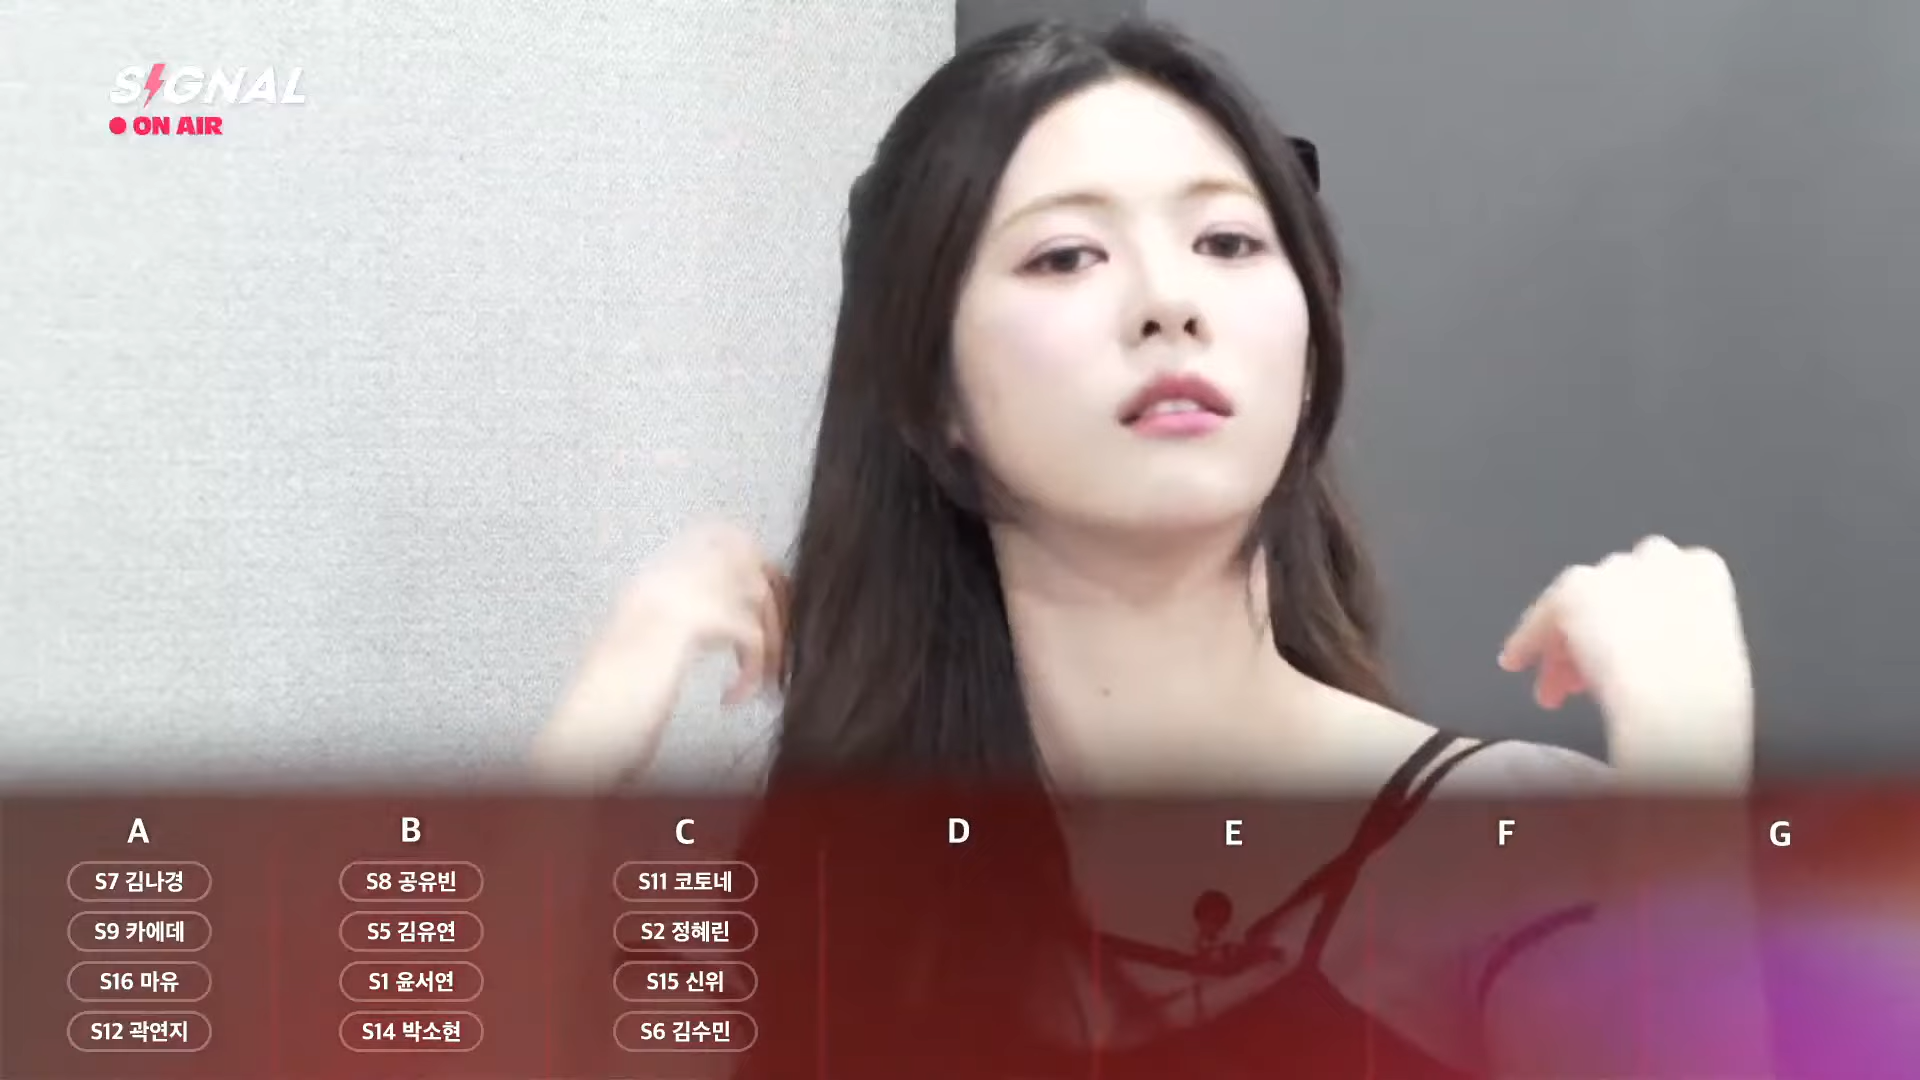 SIGNAL
ON AIR
A
S7 김나경
S9 카에데
S16 마유
S12 곽연지
B
S8 공유빈
S5 김유연
S1 윤서연
S14 박소현
C
S11 코토네
S2 정혜린
S15 신위
S6 김수민
D
E
F
G